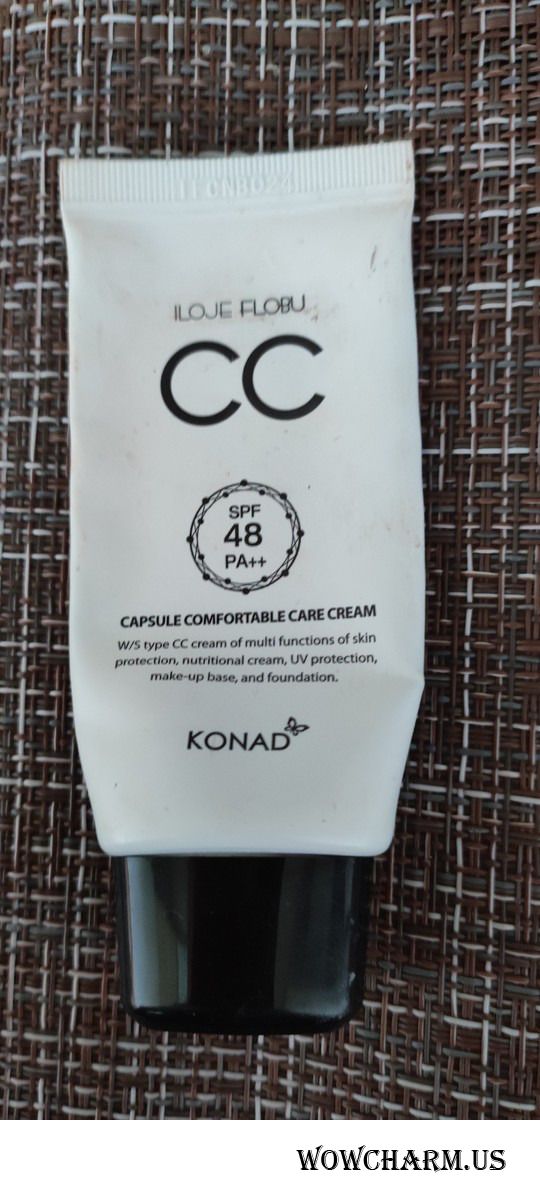 ILOJE FLOBU
CC
SPF
48
PA++
CAPSULE COMFORTABLE CARE CREAM
W/S type CC cream of multi functions of skin
protection, nutritional cream, UV protection,
make-up base, and foundation.
KONAD
WOWCHARM.US